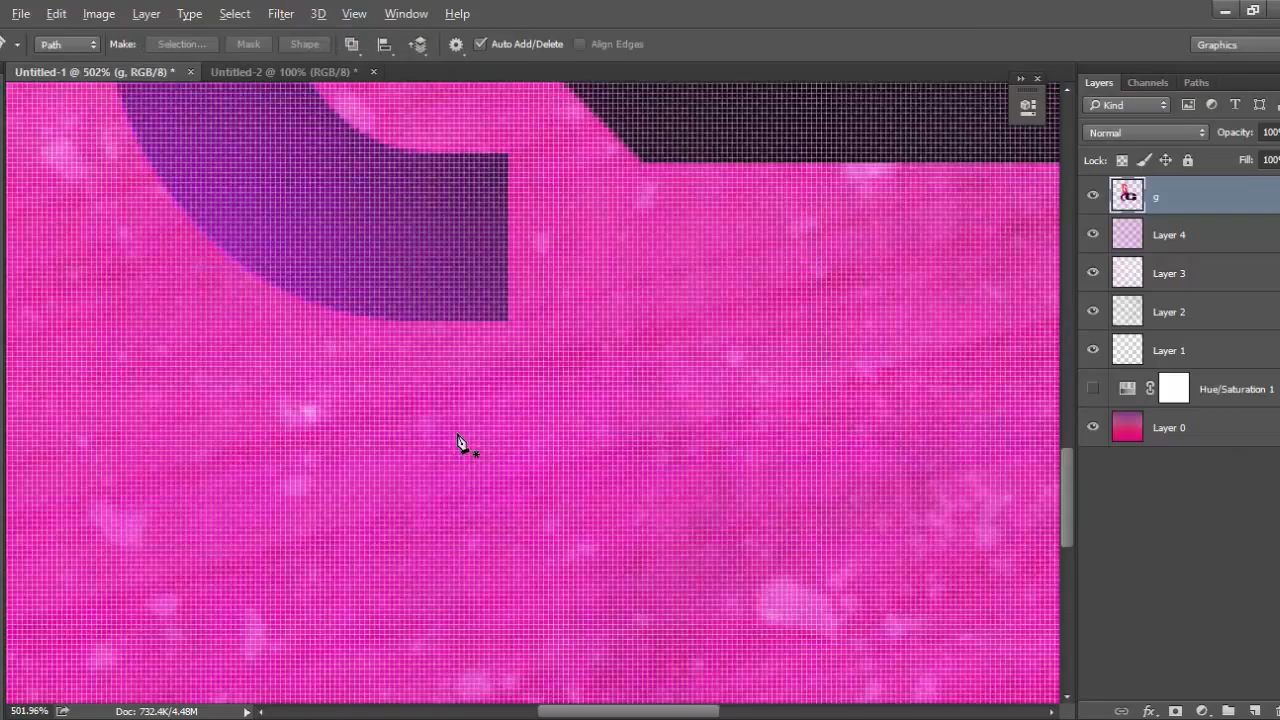 File Edit Image Layer Type Select Filter 3D View Window Help
Path Make: Selection... Mask Shape Auto Add/Delete Align Edges Graphics
Untitled-1 @ 502% (g, RGB/8) * × Untitled-2 @ 100% (RGB/8) * ×
Layers Channels Paths
Kind
Normal Opacity: 100
Lock: Fill: 100
g
Layer 4
Layer 3
Layer 2
Layer 1
Hue/Saturation 1
Layer 0
501.96% Doc: 732.4K/4.48M
fx